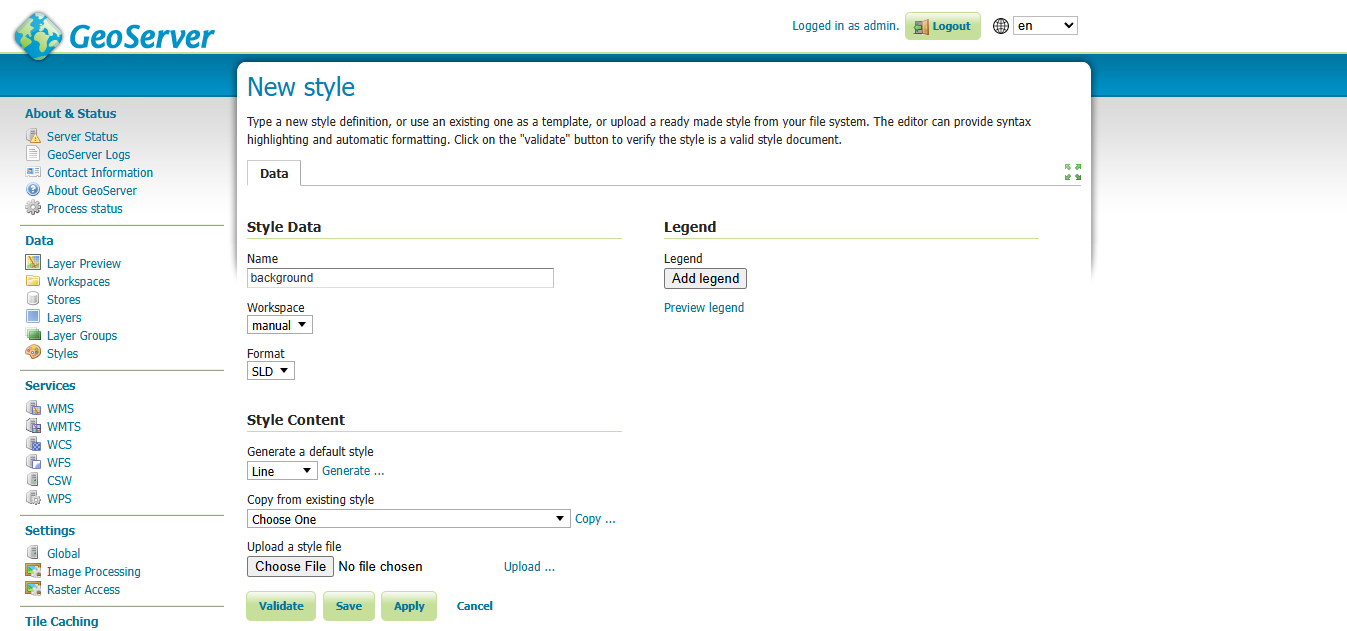 GeoServer
Logged in as admin. Logout en
New style
Type a new style definition, or use an existing one as a template, or upload a ready made style from your file system. The editor can provide syntax
highlighting and automatic formatting. Click on the "validate" button to verify the style is a valid style document.
Data
About & Status
Server Status
GeoServer Logs
Contact Information
About GeoServer
Process status
Data
Layer Preview
Workspaces
Stores
Layers
Layer Groups
Styles
Services
WMS
WMTS
WCS
WFS
CSW
WPS
Settings
Global
Image Processing
Raster Access
Tile Caching
Style Data
Name
background
Workspace
manual
Format
SLD
Legend
Legend
Add legend
Preview legend
Style Content
Generate a default style
Line Generate ...
Copy from existing style
Choose One Copy ...
Upload a style file
Choose File No file chosen Upload ...
Validate Save Apply Cancel